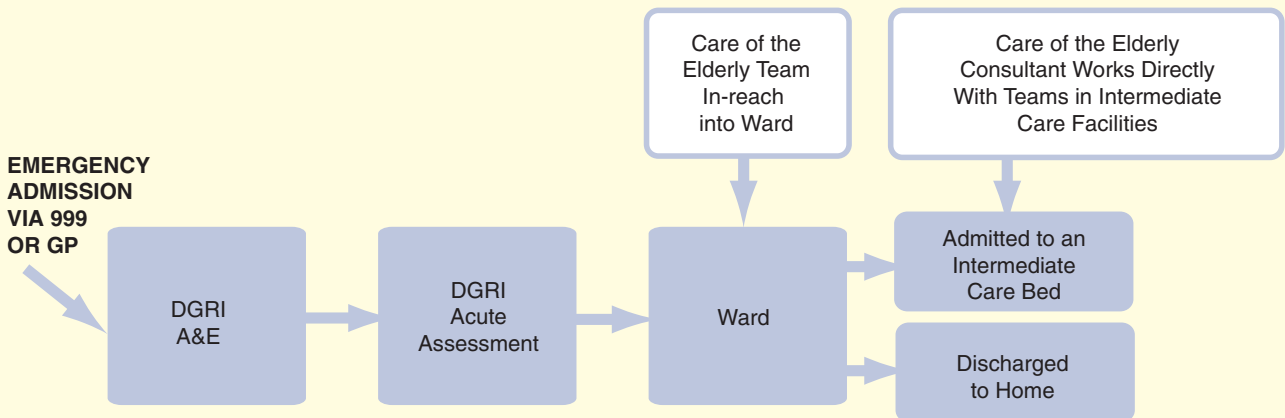 Care of the
Elderly Team
In-reach
into Ward
Care of the Elderly
Consultant Works Directly
With Teams in Intermediate
Care Facilities
EMERGENCY
ADMISSION
VIA 999
OR GP
DGRI
A&E
DGRI
Acute
Assessment
Ward
Admitted to an
Intermediate
Care Bed
Discharged
to Home